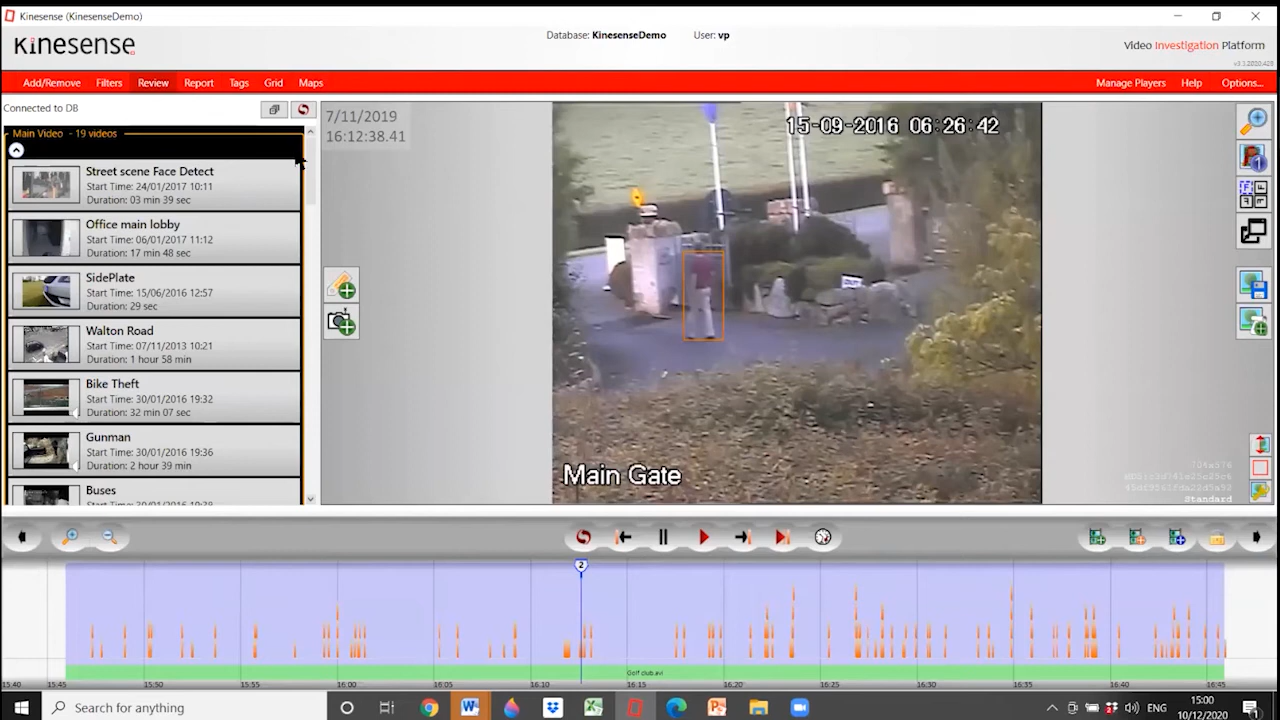 Kinesense (KinesenseDemo)
Kinesense
Database: KinesenseDemo User: vp
Video Investigation Platform
Add/Remove Filters Review Report Tags Grid Maps Manage Players Help Options...
Connected to DB
Main Video - 19 videos
Street scene Face Detect
Start Time: 24/01/2017 10:11
Duration: 03 min 39 sec
Office main lobby
Start Time: 06/01/2017 11:12
Duration: 17 min 48 sec
SidePlate
Start Time: 15/06/2016 12:57
Duration: 29 sec
Walton Road
Start Time: 07/11/2013 10:21
Duration: 1 hour 58 min
Bike Theft
Start Time: 30/01/2016 19:32
Duration: 32 min 07 sec
Gunman
Start Time: 30/01/2016 19:36
Duration: 2 hour 39 min
Buses
7/11/2019
16:12:38.41
15-09-2016 06:26:42
OUT
Main Gate
704x576
Standard
2
Golf club.avi
15:40 15:45 15:50 15:55 16:00 16:05 16:10 16:15 16:20 16:25 16:30 16:35 16:40 16:45
Search for anything
ENG
15:00
10/12/2020